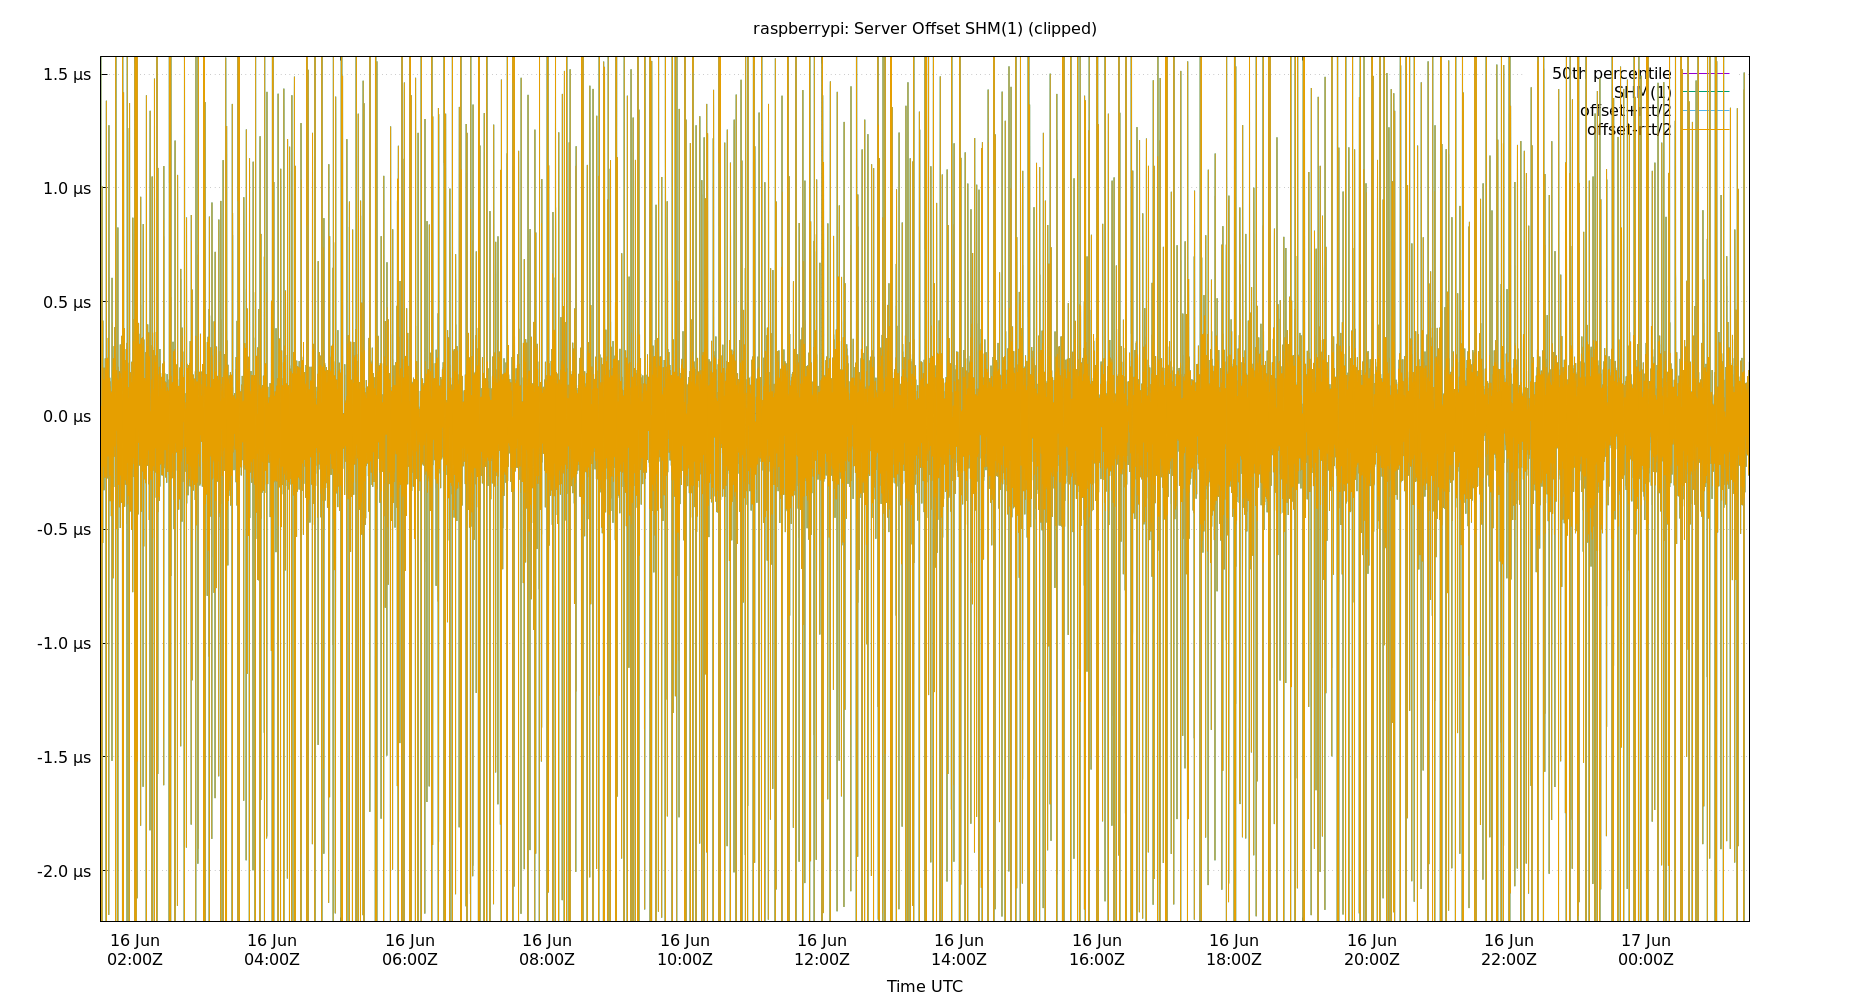 raspberrypi: Server Offset SHM(1) (clipped)
1.5 µs
1.0 µs
0.5 µs
0.0 µs
-0.5 µs
-1.0 µs
-1.5 µs
-2.0 µs
50th percentile
SHM(1)
offset+rtt/2
offset-rtt/2
16 Jun 16 Jun 16 Jun 16 Jun 16 Jun 16 Jun 16 Jun 16 Jun 16 Jun 16 Jun 16 Jun 17 Jun
02:00Z 04:00Z 06:00Z 08:00Z 10:00Z 12:00Z 14:00Z 16:00Z 18:00Z 20:00Z 22:00Z 00:00Z
Time UTC